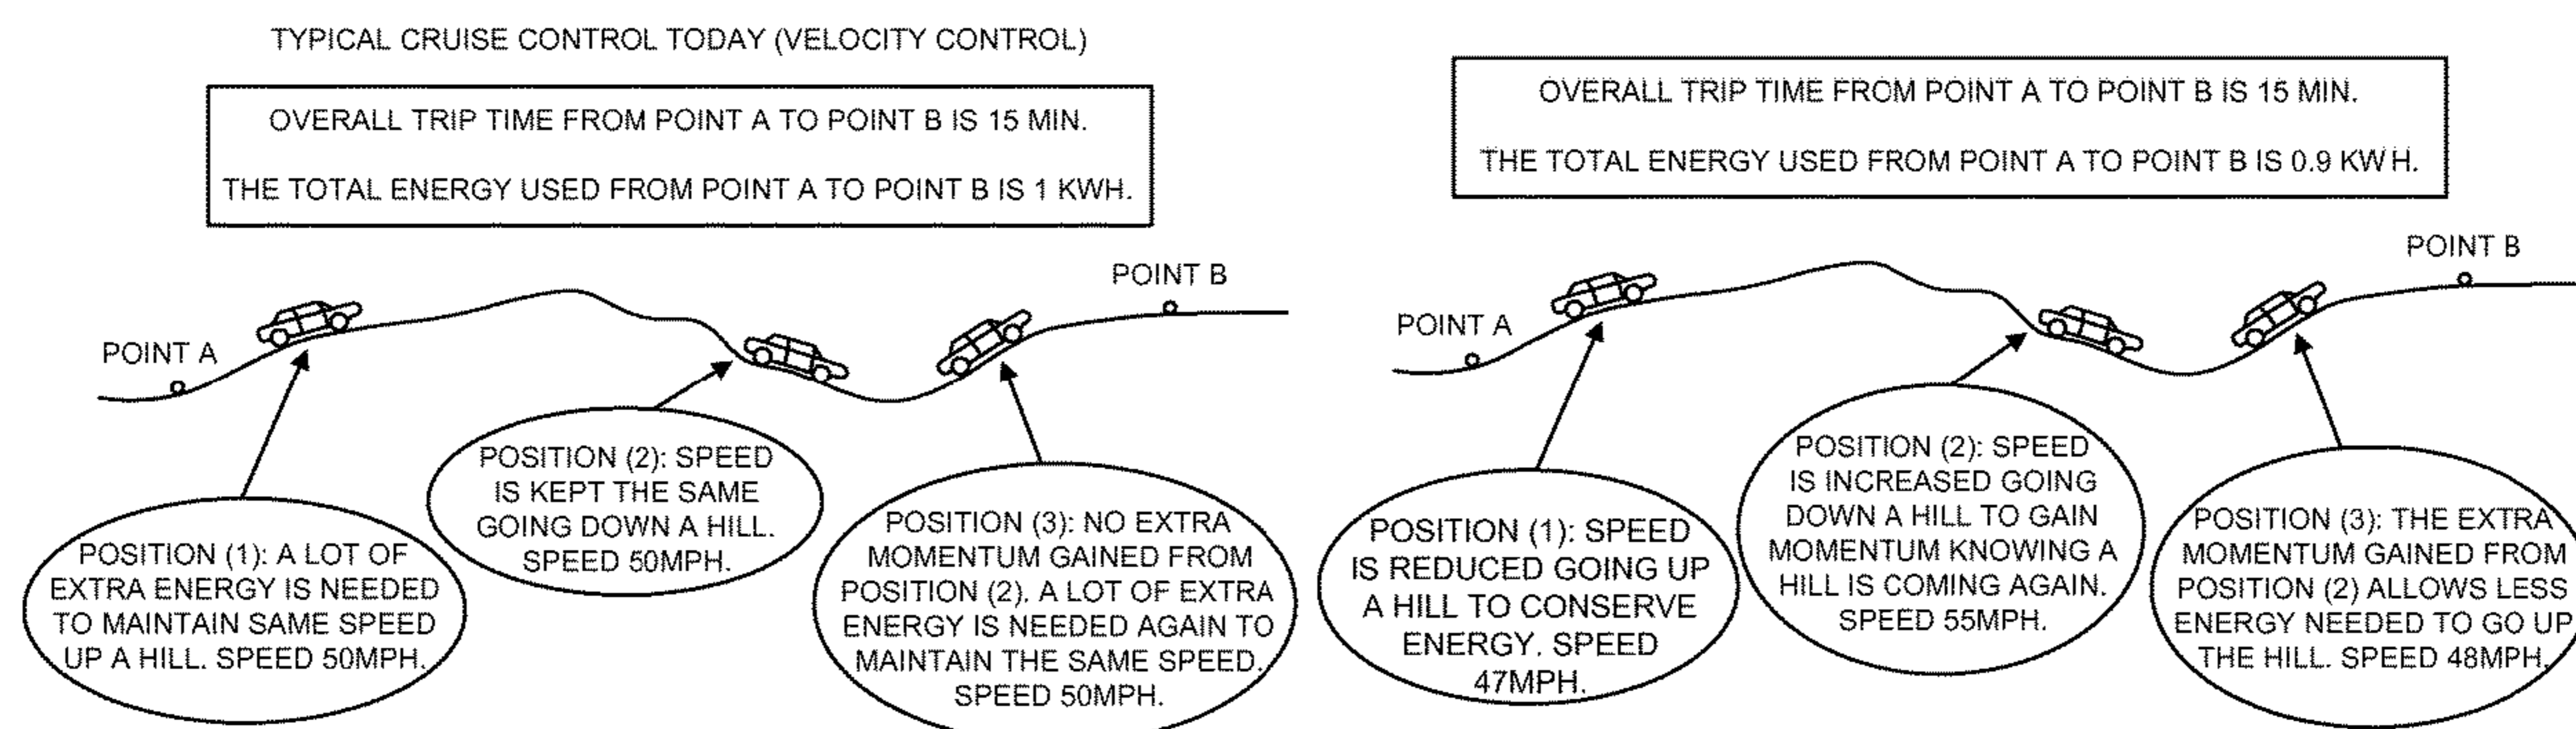 TYPICAL CRUISE CONTROL TODAY (VELOCITY CONTROL)
OVERALL TRIP TIME FROM POINT A TO POINT B IS 15 MIN.
THE TOTAL ENERGY USED FROM POINT A TO POINT B IS 1 KWH.
POINT A
POINT B
POSITION (1): A LOT OF
EXTRA ENERGY IS NEEDED
TO MAINTAIN SAME SPEED
UP A HILL. SPEED 50MPH.
POSITION (2): SPEED
IS KEPT THE SAME
GOING DOWN A HILL.
SPEED 50MPH.
POSITION (3): NO EXTRA
MOMENTUM GAINED FROM
POSITION (2). A LOT OF EXTRA
ENERGY IS NEEDED AGAIN TO
MAINTAIN THE SAME SPEED.
SPEED 50MPH.
OVERALL TRIP TIME FROM POINT A TO POINT B IS 15 MIN.
THE TOTAL ENERGY USED FROM POINT A TO POINT B IS 0.9 KWH.
POINT A
POINT B
POSITION (1): SPEED
IS REDUCED GOING UP
A HILL TO CONSERVE
ENERGY. SPEED
47MPH.
POSITION (2): SPEED
IS INCREASED GOING
DOWN A HILL TO GAIN
MOMENTUM KNOWING A
HILL IS COMING AGAIN.
SPEED 55MPH.
POSITION (3): THE EXTRA
MOMENTUM GAINED FROM
POSITION (2) ALLOWS LESS
ENERGY NEEDED TO GO UP
THE HILL. SPEED 48MPH.